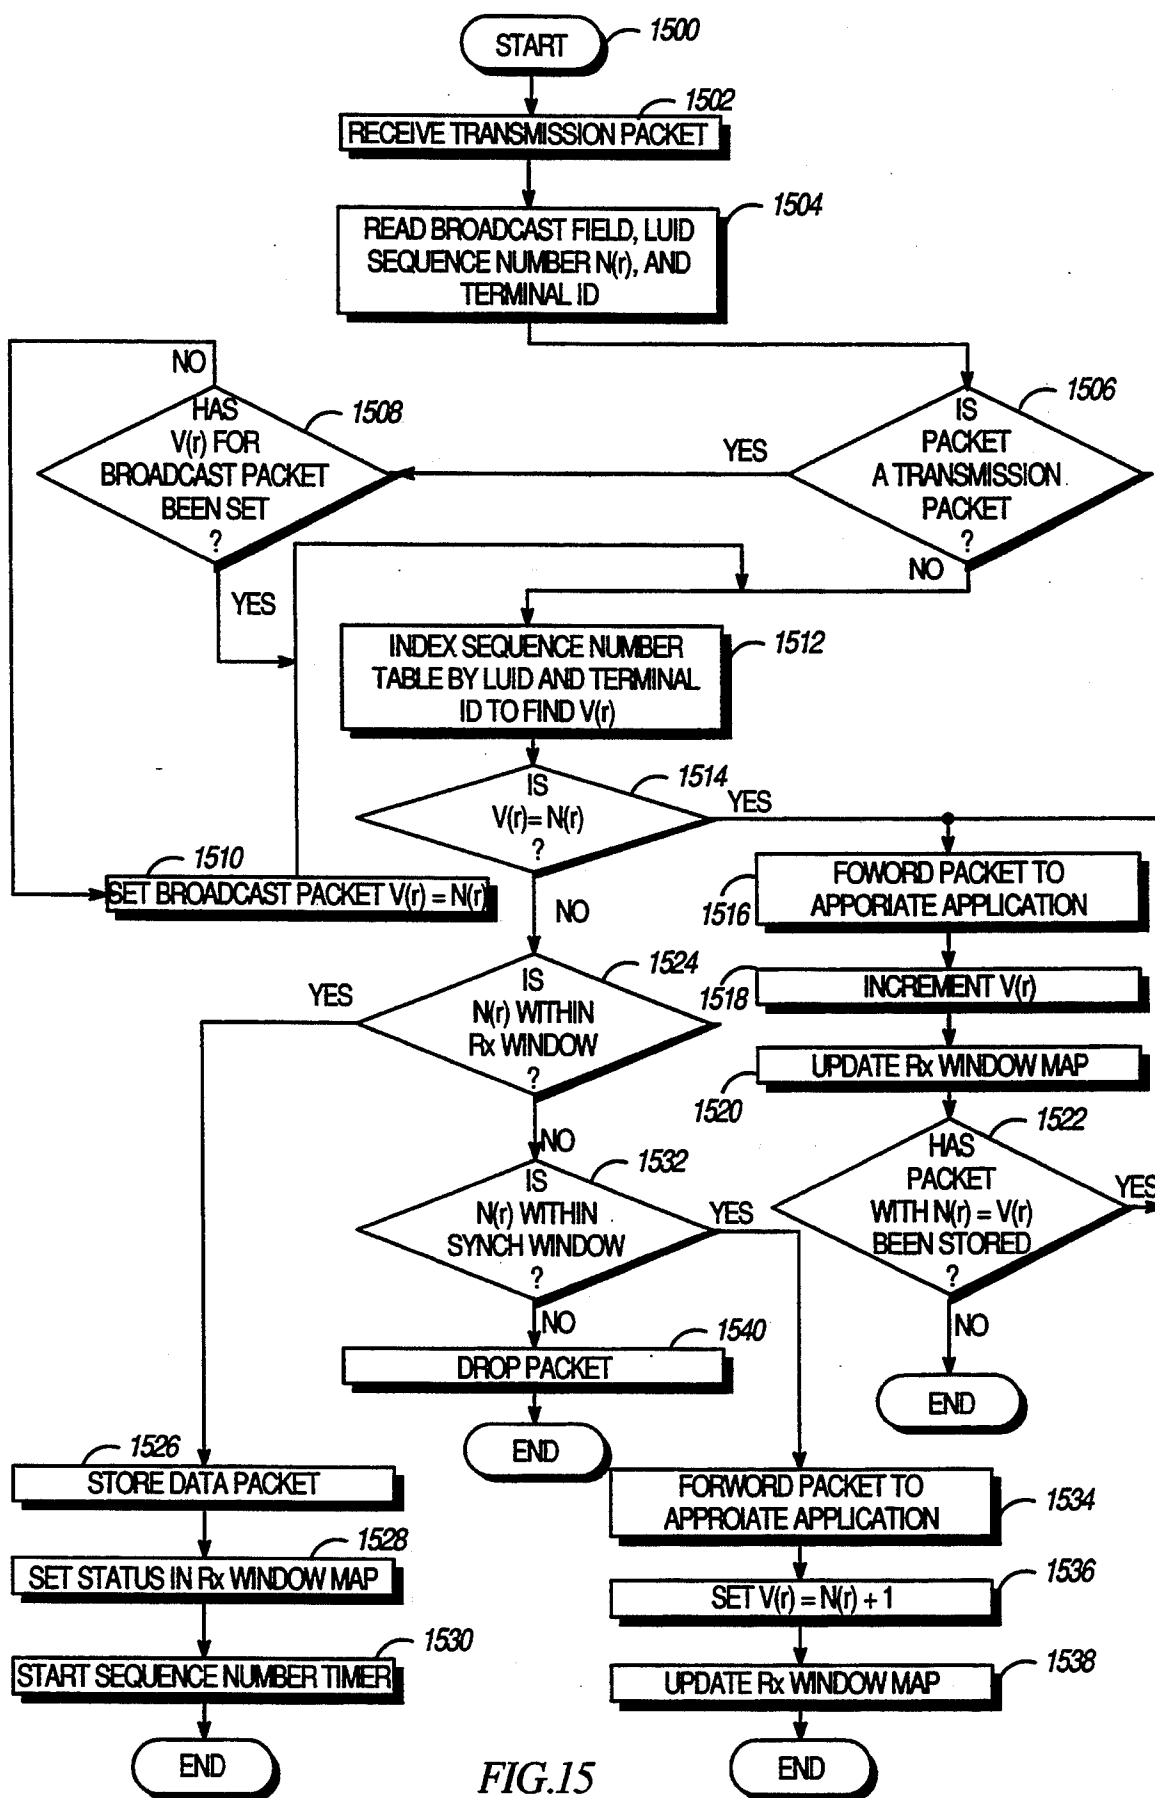 START
1500
1502
RECEIVE TRANSMISSION PACKET
1504
READ BROADCAST FIELD, LUID
SEQUENCE NUMBER N(r), AND
TERMINAL ID
NO
1508
HAS
V(r) FOR
BROADCAST PACKET
BEEN SET
?
YES
1506
IS
PACKET
A TRANSMISSION
PACKET
?
YES
NO
1512
INDEX SEQUENCE NUMBER
TABLE BY LUID AND TERMINAL
ID TO FIND V(r)
1514
IS
V(r)= N(r)
?
YES
1510
SET BROADCAST PACKET V(r) = N(r)
NO
1516
FOWORD PACKET TO
APPORIATE APPLICATION
1518
INCREMENT V(r)
1520
UPDATE Rx WINDOW MAP
1524
YES
IS
N(r) WITHIN
Rx WINDOW
?
NO
1522
HAS
PACKET
WITH N(r) = V(r)
BEEN STORED
?
YES
NO
END
1532
IS
N(r) WITHIN
SYNCH WINDOW
?
YES
NO
1540
DROP PACKET
END
1526
STORE DATA PACKET
1528
SET STATUS IN Rx WINDOW MAP
1530
START SEQUENCE NUMBER TIMER
END
FORWORD PACKET TO
APPROIATE APPLICATION
1534
SET V(r) = N(r) + 1
1536
UPDATE Rx WINDOW MAP
1538
END
FIG.15